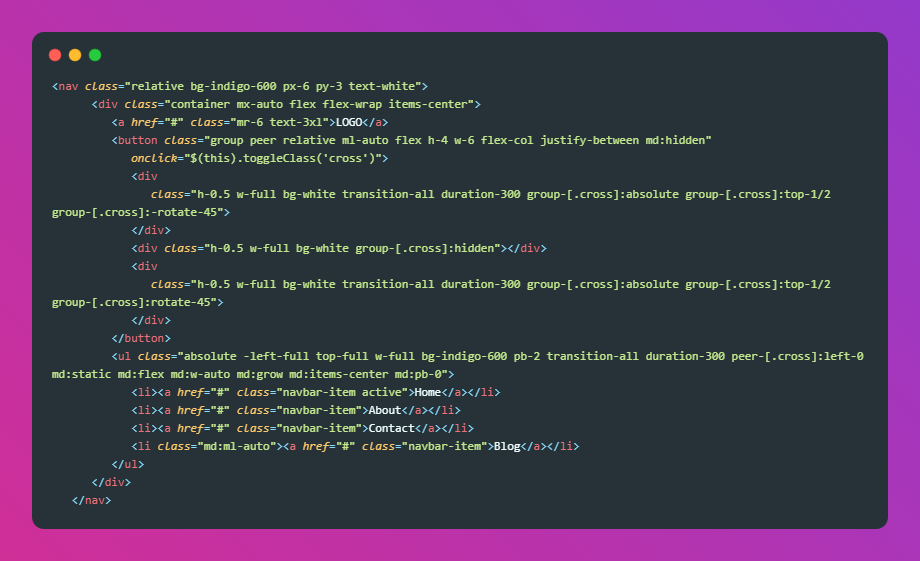 <nav class="relative bg-indigo-600 px-6 py-3 text-white">
<div class="container mx-auto flex flex-wrap items-center">
<a href="#" class="mr-6 text-3xl">LOGO</a>
<button class="group peer relative ml-auto flex h-4 w-6 flex-col justify-between md:hidden"
onclick="$(this).toggleClass('cross')">
<div
class="h-0.5 w-full bg-white transition-all duration-300 group-[.cross]:absolute group-[.cross]:top-1/2
group-[.cross]:-rotate-45">
</div>
<div class="h-0.5 w-full bg-white group-[.cross]:hidden"></div>
<div
class="h-0.5 w-full bg-white transition-all duration-300 group-[.cross]:absolute group-[.cross]:top-1/2
group-[.cross]:rotate-45">
</div>
</button>
<ul class="absolute -left-full top-full w-full bg-indigo-600 pb-2 transition-all duration-300 peer-[.cross]:left-0
md:static md:flex md:w-auto md:grow md:items-center md:pb-0">
<li><a href="#" class="navbar-item active">Home</a></li>
<li><a href="#" class="navbar-item">About</a></li>
<li><a href="#" class="navbar-item">Contact</a></li>
<li class="md:ml-auto"><a href="#" class="navbar-item">Blog</a></li>
</ul>
</div>
</nav>